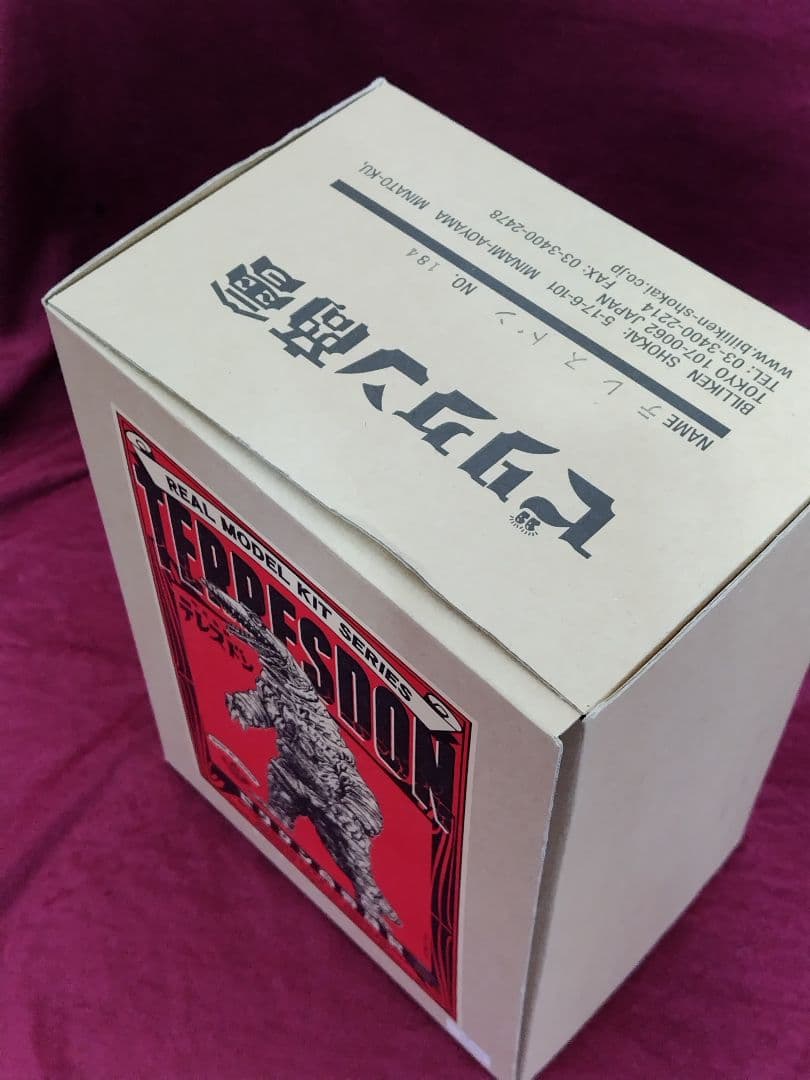 ビリケン商會
NAME テレスドン NO. 184
BILLIKEN SHOKAI: 5-17-6-101 MINAMI-AOYAMA MINATO-KU,
TOKYO 107-0062 JAPAN
TEL: 03-3400-2214 FAX: 03-3400-2478
www.billiken-shokai.co.jp
REAL MODEL KIT SERIES
TERRESDON
テレスドン